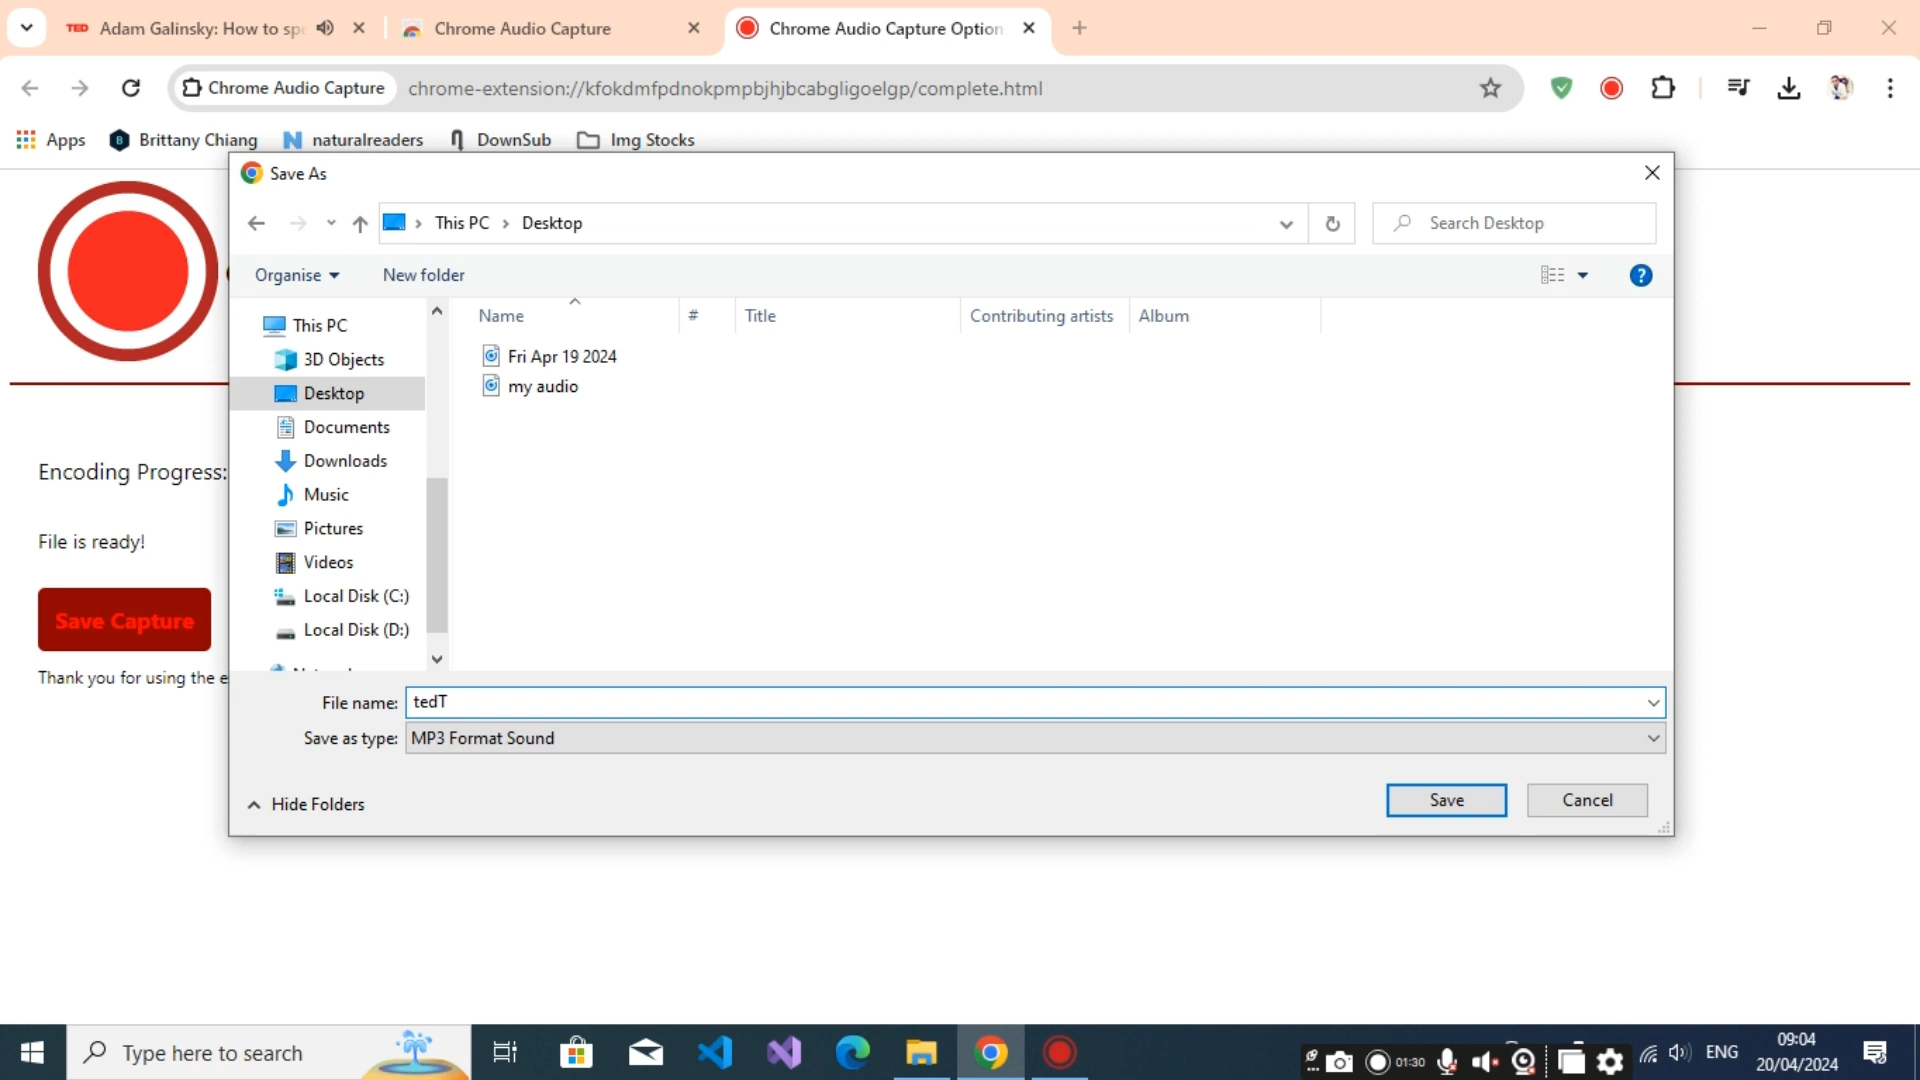 TED Adam Galinsky: How to spe
Chrome Audio Capture
Chrome Audio Capture Option
Chrome Audio Capture
chrome-extension://kfokdmfpdnokpmpbjhjbcabgligoelgp/complete.html
Apps
Brittany Chiang
naturalreaders
DownSub
Img Stocks
Save As
This PC
Desktop
Search Desktop
Organise
New folder
This PC
3D Objects
Desktop
Documents
Downloads
Music
Pictures
Videos
Local Disk (C:)
Local Disk (D:)
Name
#
Title
Contributing artists
Album
Fri Apr 19 2024
my audio
Encoding Progress:
File is ready!
Save Capture
Thank you for using the e
File name: tedT
Save as type: MP3 Format Sound
Hide Folders
Save
Cancel
Type here to search
01:30
ENG
09:04
20/04/2024